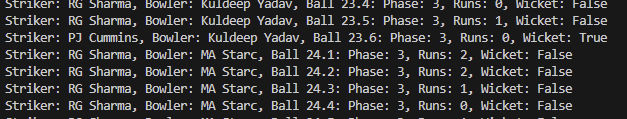 Striker: RG Sharma, Bowler: Kuldeep Yadav, Ball 23.4: Phase: 3, Runs: 0, Wicket: False
Striker: RG Sharma, Bowler: Kuldeep Yadav, Ball 23.5: Phase: 3, Runs: 1, Wicket: False
Striker: PJ Cummins, Bowler: Kuldeep Yadav, Ball 23.6: Phase: 3, Runs: 0, Wicket: True
Striker: RG Sharma, Bowler: MA Starc, Ball 24.1: Phase: 3, Runs: 2, Wicket: False
Striker: RG Sharma, Bowler: MA Starc, Ball 24.2: Phase: 3, Runs: 2, Wicket: False
Striker: RG Sharma, Bowler: MA Starc, Ball 24.3: Phase: 3, Runs: 1, Wicket: False
Striker: RG Sharma, Bowler: MA Starc, Ball 24.4: Phase: 3, Runs: 0, Wicket: False